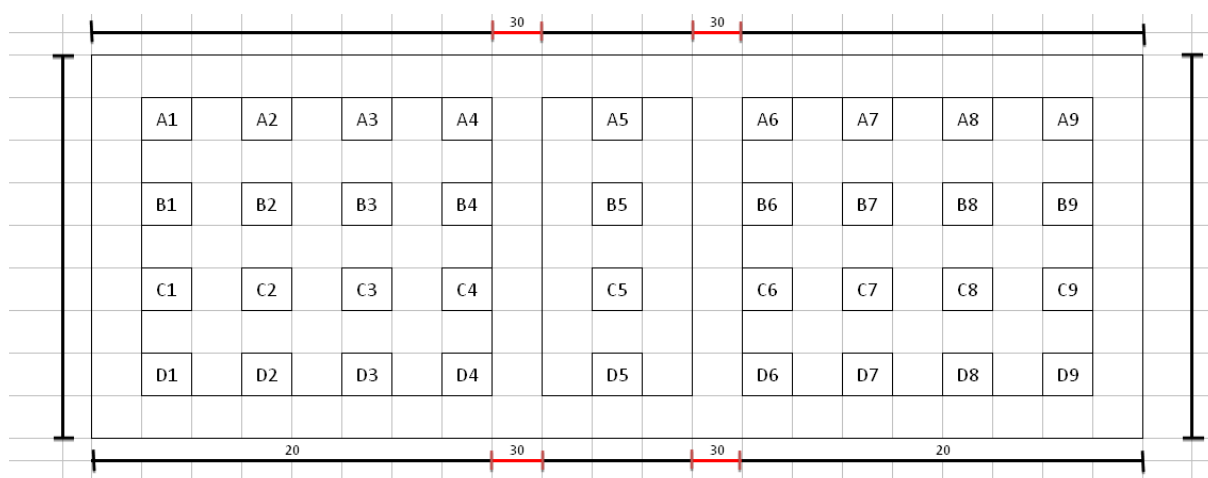 30 30
A1 A2 A3 A4 A5 A6 A7 A8 A9
B1 B2 B3 B4 B5 B6 B7 B8 B9
C1 C2 C3 C4 C5 C6 C7 C8 C9
D1 D2 D3 D4 D5 D6 D7 D8 D9
20 30 30 20